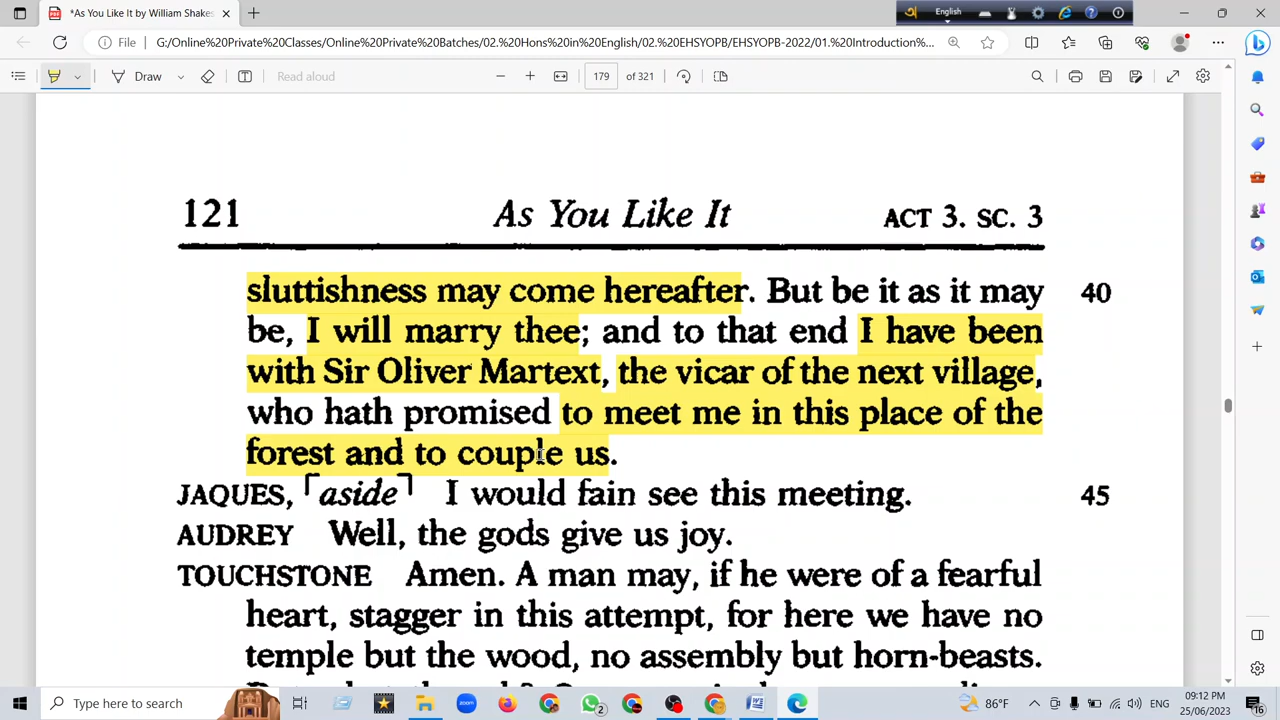 *As You Like It by William Shakes
English
File
G:/Online%20Private%20Classes/Online%20Private%20Batches/02.%20Hons%20in%20English/02.%20EHSYOPB/EHSYOPB-2022/01.%20Introduction%...
Draw
Read aloud
179
of 321
121 As You Like It ACT 3. SC. 3
sluttishness may come hereafter. But be it as it may 40
be, I will marry thee; and to that end I have been
with Sir Oliver Martext, the vicar of the next village,
who hath promised to meet me in this place of the
forest and to couple us.
JAQUES, ⌜aside⌝ I would fain see this meeting. 45
AUDREY Well, the gods give us joy.
TOUCHSTONE Amen. A man may, if he were of a fearful
heart, stagger in this attempt, for here we have no
temple but the wood, no assembly but horn-beasts.
Type here to search
2
86°F
ENG
09:12 PM
25/06/2023
16